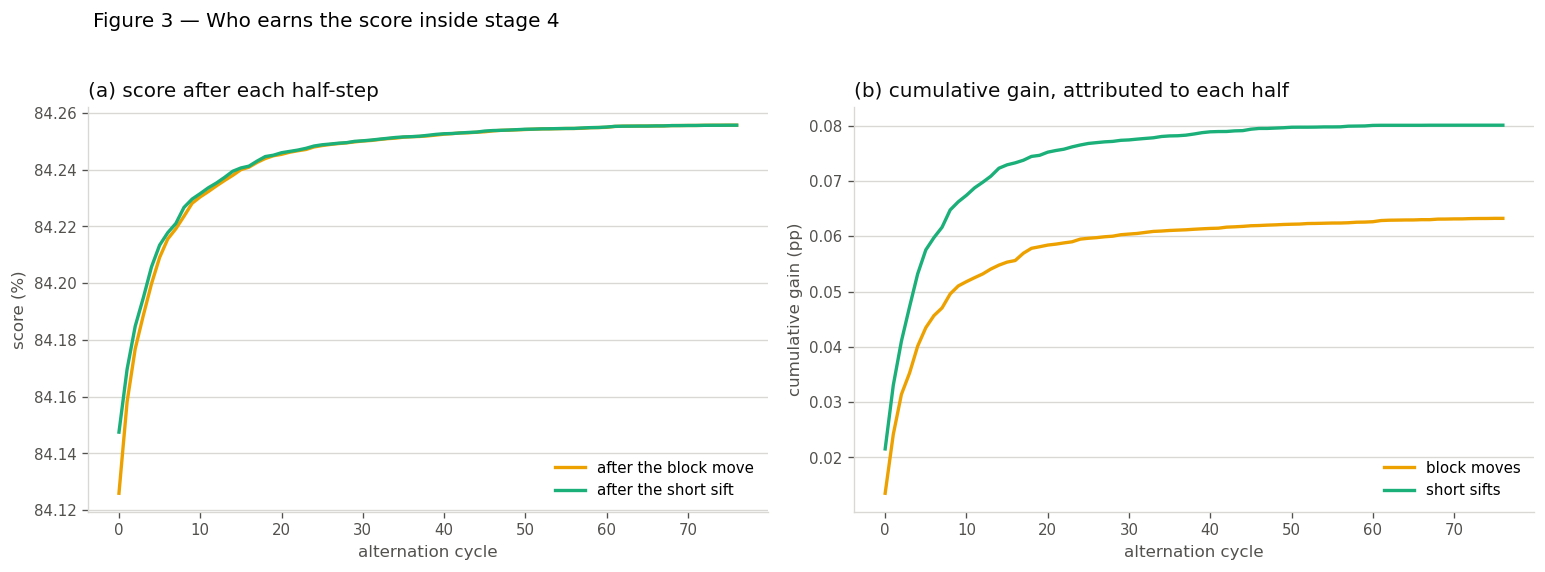 Figure 3 — Who earns the score inside stage 4
(a) score after each half-step
84.26
84.24
84.22
84.20
84.18
84.16
84.14
84.12
score (%)
0 10 20 30 40 50 60 70
alternation cycle
after the block move
after the short sift
(b) cumulative gain, attributed to each half
0.08
0.07
0.06
0.05
0.04
0.03
0.02
cumulative gain (pp)
0 10 20 30 40 50 60 70
alternation cycle
block moves
short sifts